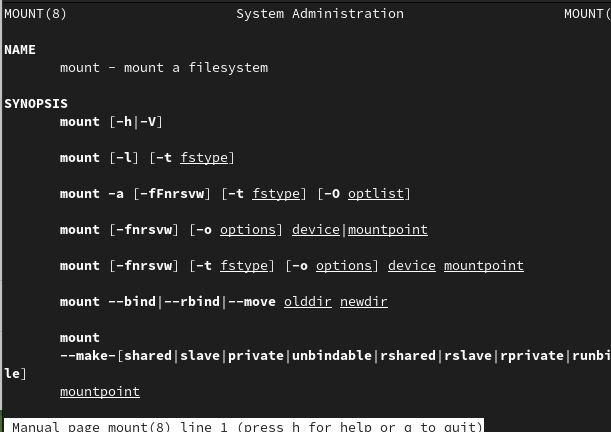 MOUNT(8) System Administration MOUNT(
NAME
mount - mount a filesystem
SYNOPSIS
mount [-h|-V]
mount [-l] [-t fstype]
mount -a [-fFnrsvw] [-t fstype] [-O optlist]
mount [-fnrsvw] [-o options] device|mountpoint
mount [-fnrsvw] [-t fstype] [-o options] device mountpoint
mount --bind|--rbind|--move olddir newdir
mount
--make-[shared|slave|private|unbindable|rshared|rslave|rprivate|runbi
le]
mountpoint
Manual page mount(8) line 1 (press h for help or q to quit)